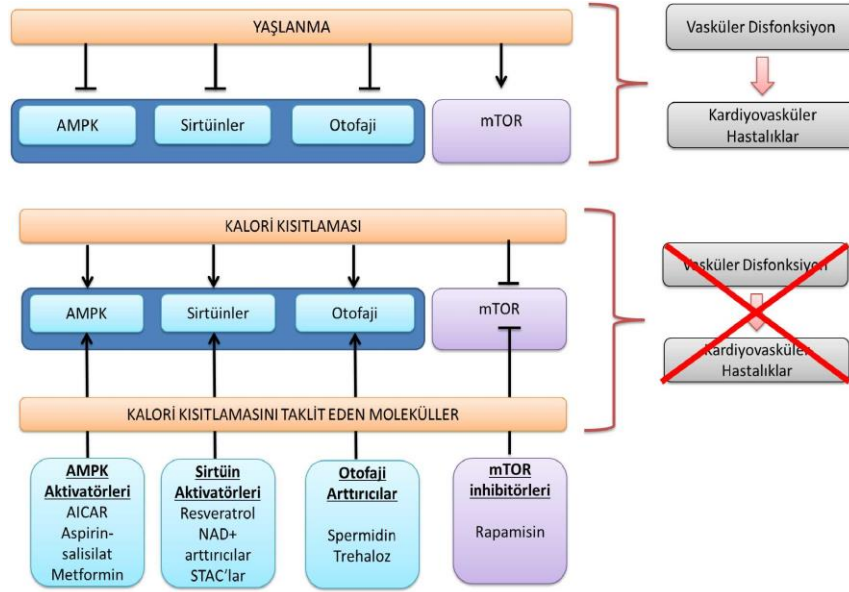 YAŞLANMA
AMPK
Sirtüinler
Otofaji
mTOR
Vasküler Disfonksiyon
Kardiyovasküler
Hastalıklar
KALORİ KISITLAMASI
AMPK
Sirtüinler
Otofaji
mTOR
Vasküler Disfonksiyon
Kardiyovasküler
Hastalıklar
KALORİ KISITLAMASINI TAKLİT EDEN MOLEKÜLLER
AMPK
Aktivatörleri
AICAR
Aspirin-
salisilat
Metformin
Sirtüin
Aktivatörleri
Resveratrol
NAD+
arttırıcılar
STAC’lar
Otofaji
Arttırıcılar
Spermidin
Trehaloz
mTOR
inhibitörleri
Rapamisin